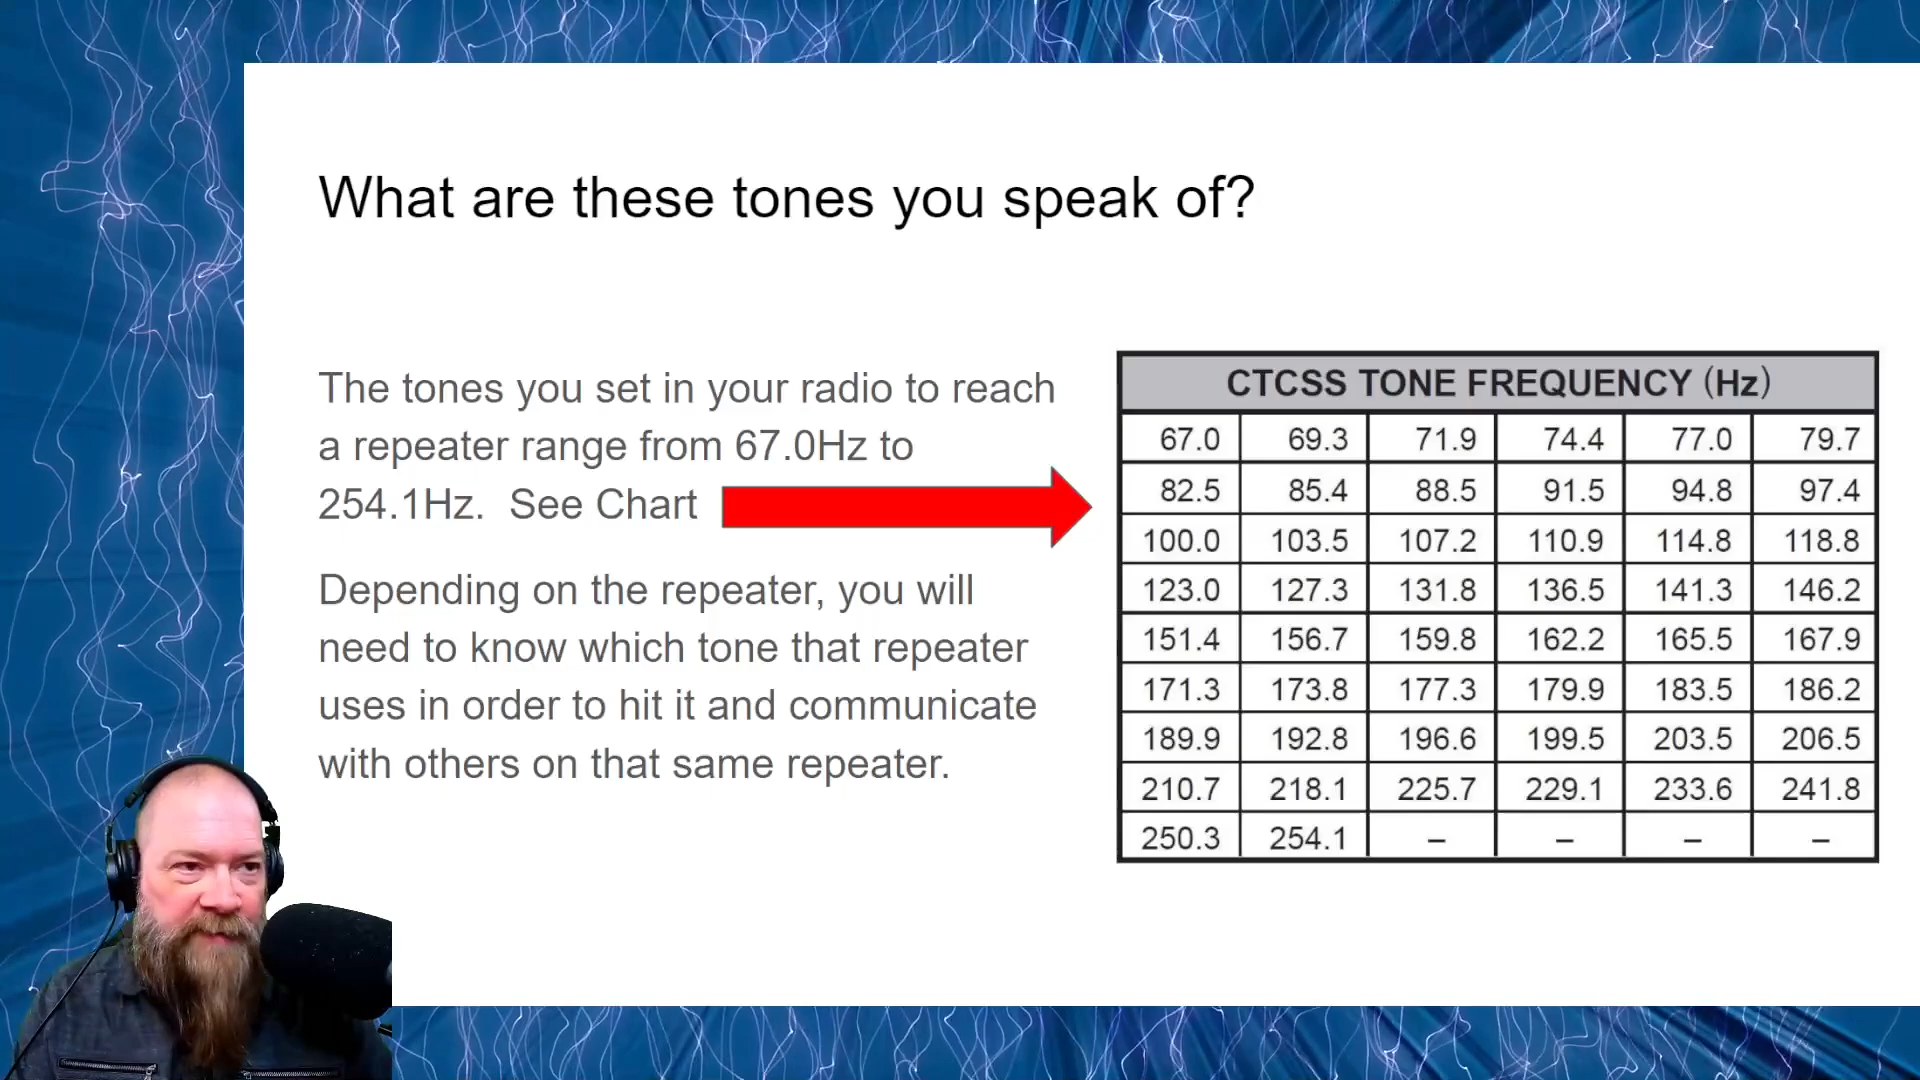 What are these tones you speak of?
The tones you set in your radio to reach
a repeater range from 67.0Hz to
254.1Hz.  See Chart
Depending on the repeater, you will
need to know which tone that repeater
uses in order to hit it and communicate
with others on that same repeater.
CTCSS TONE FREQUENCY (Hz)
67.0 69.3 71.9 74.4 77.0 79.7
82.5 85.4 88.5 91.5 94.8 97.4
100.0 103.5 107.2 110.9 114.8 118.8
123.0 127.3 131.8 136.5 141.3 146.2
151.4 156.7 159.8 162.2 165.5 167.9
171.3 173.8 177.3 179.9 183.5 186.2
189.9 192.8 196.6 199.5 203.5 206.5
210.7 218.1 225.7 229.1 233.6 241.8
250.3 254.1 – – – –